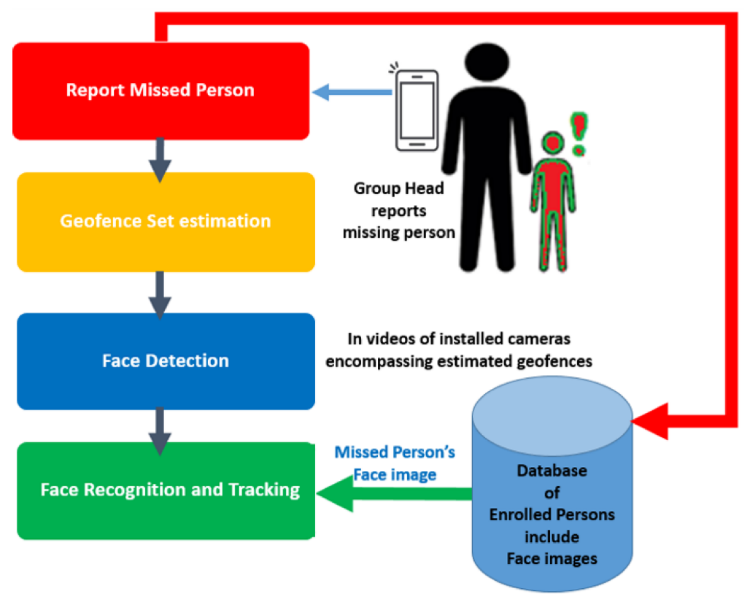 Report Missed Person
Group Head
reports
missing person
Geofence Set estimation
Face Detection
In videos of installed cameras
encompassing estimated geofences
Face Recognition and Tracking
Missed Person's
Face image
Database
of
Enrolled Persons
include
Face images